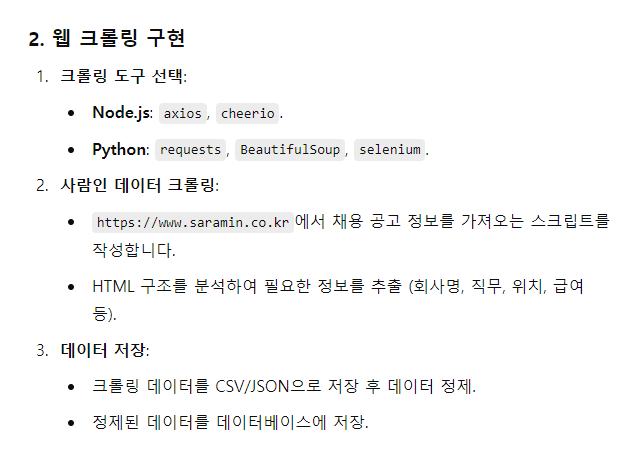 2. 웹 크롤링 구현
1. 크롤링 도구 선택:
• Node.js: axios, cheerio.
• Python: requests, BeautifulSoup, selenium.
2. 사람인 데이터 크롤링:
• https://www.saramin.co.kr에서 채용 공고 정보를 가져오는 스크립트를
작성합니다.
• HTML 구조를 분석하여 필요한 정보를 추출 (회사명, 직무, 위치, 급여
등).
3. 데이터 저장:
• 크롤링 데이터를 CSV/JSON으로 저장 후 데이터 정제.
• 정제된 데이터를 데이터베이스에 저장.